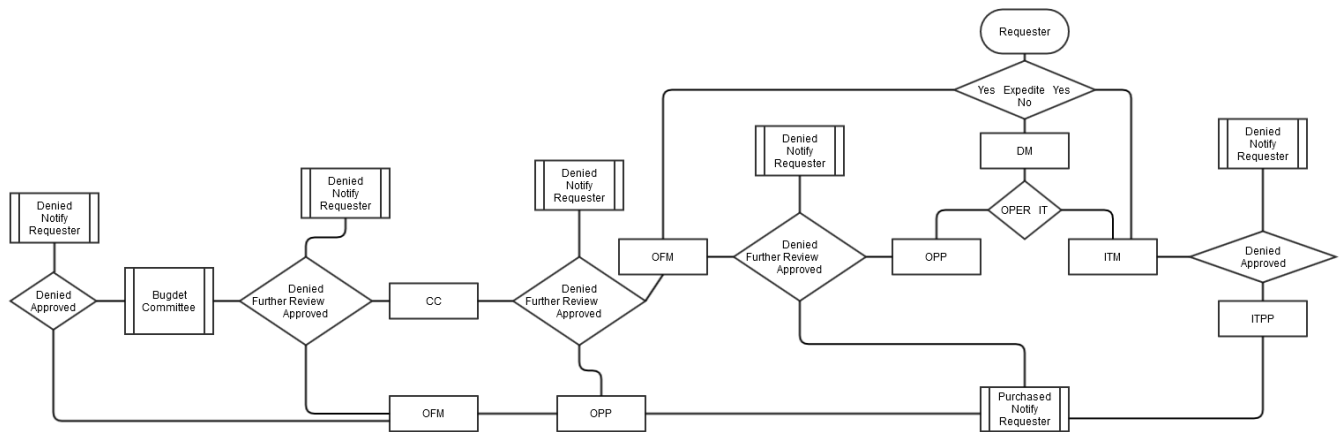 Requester
Yes Expedite Yes
No
Denied
Notify
Requester
Denied
Notify
Requester
DM
Denied
Notify
Requester
Denied
Notify
Requester
Denied
Notify
Requester
OPER IT
OFM
Denied
Further Review
Approved
OPP
ITM
Denied
Approved
Denied
Approved
Bugdet
Committee
Denied
Further Review
Approved
CC
Denied
Further Review
Approved
ITPP
OFM
OPP
Purchased
Notify
Requester